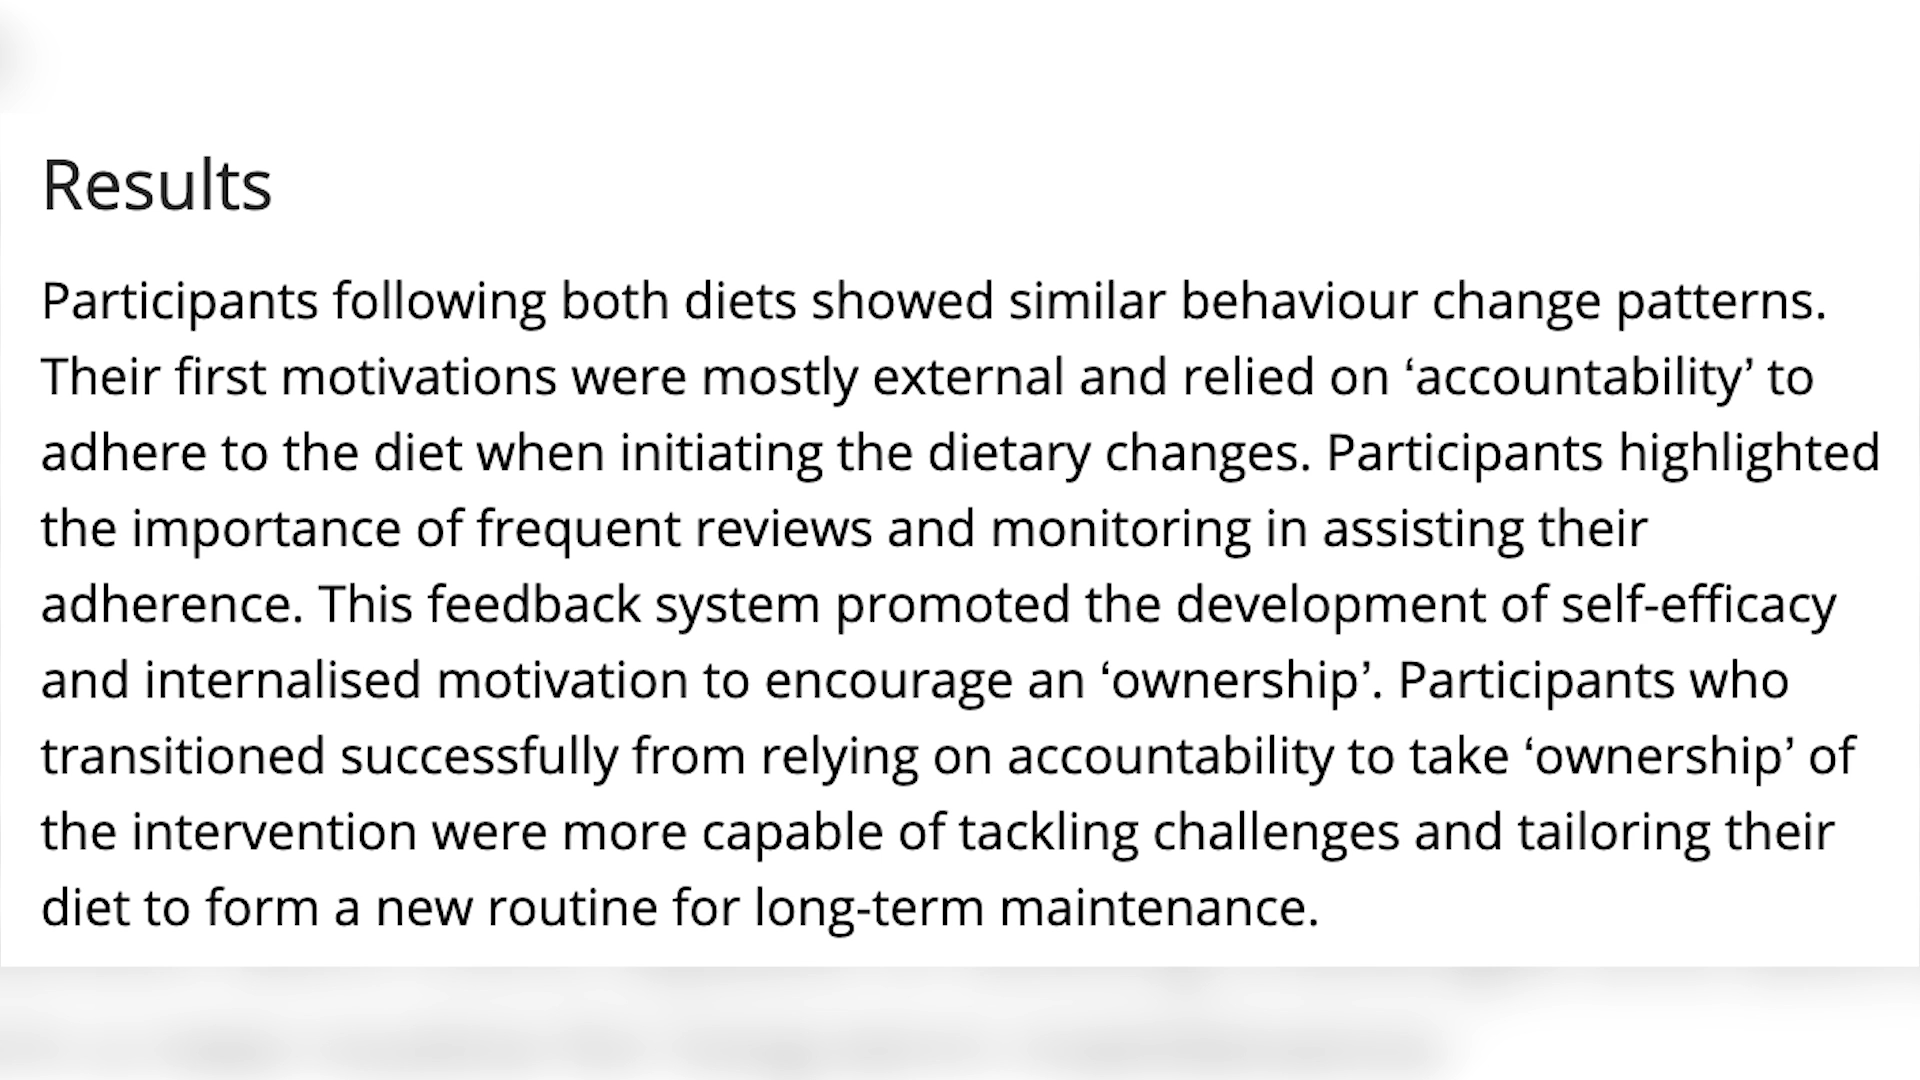 Results
Participants following both diets showed similar behaviour change patterns.
Their first motivations were mostly external and relied on ‘accountability’ to
adhere to the diet when initiating the dietary changes. Participants highlighted
the importance of frequent reviews and monitoring in assisting their
adherence. This feedback system promoted the development of self-efficacy
and internalised motivation to encourage an ‘ownership’. Participants who
transitioned successfully from relying on accountability to take ‘ownership’ of
the intervention were more capable of tackling challenges and tailoring their
diet to form a new routine for long-term maintenance.